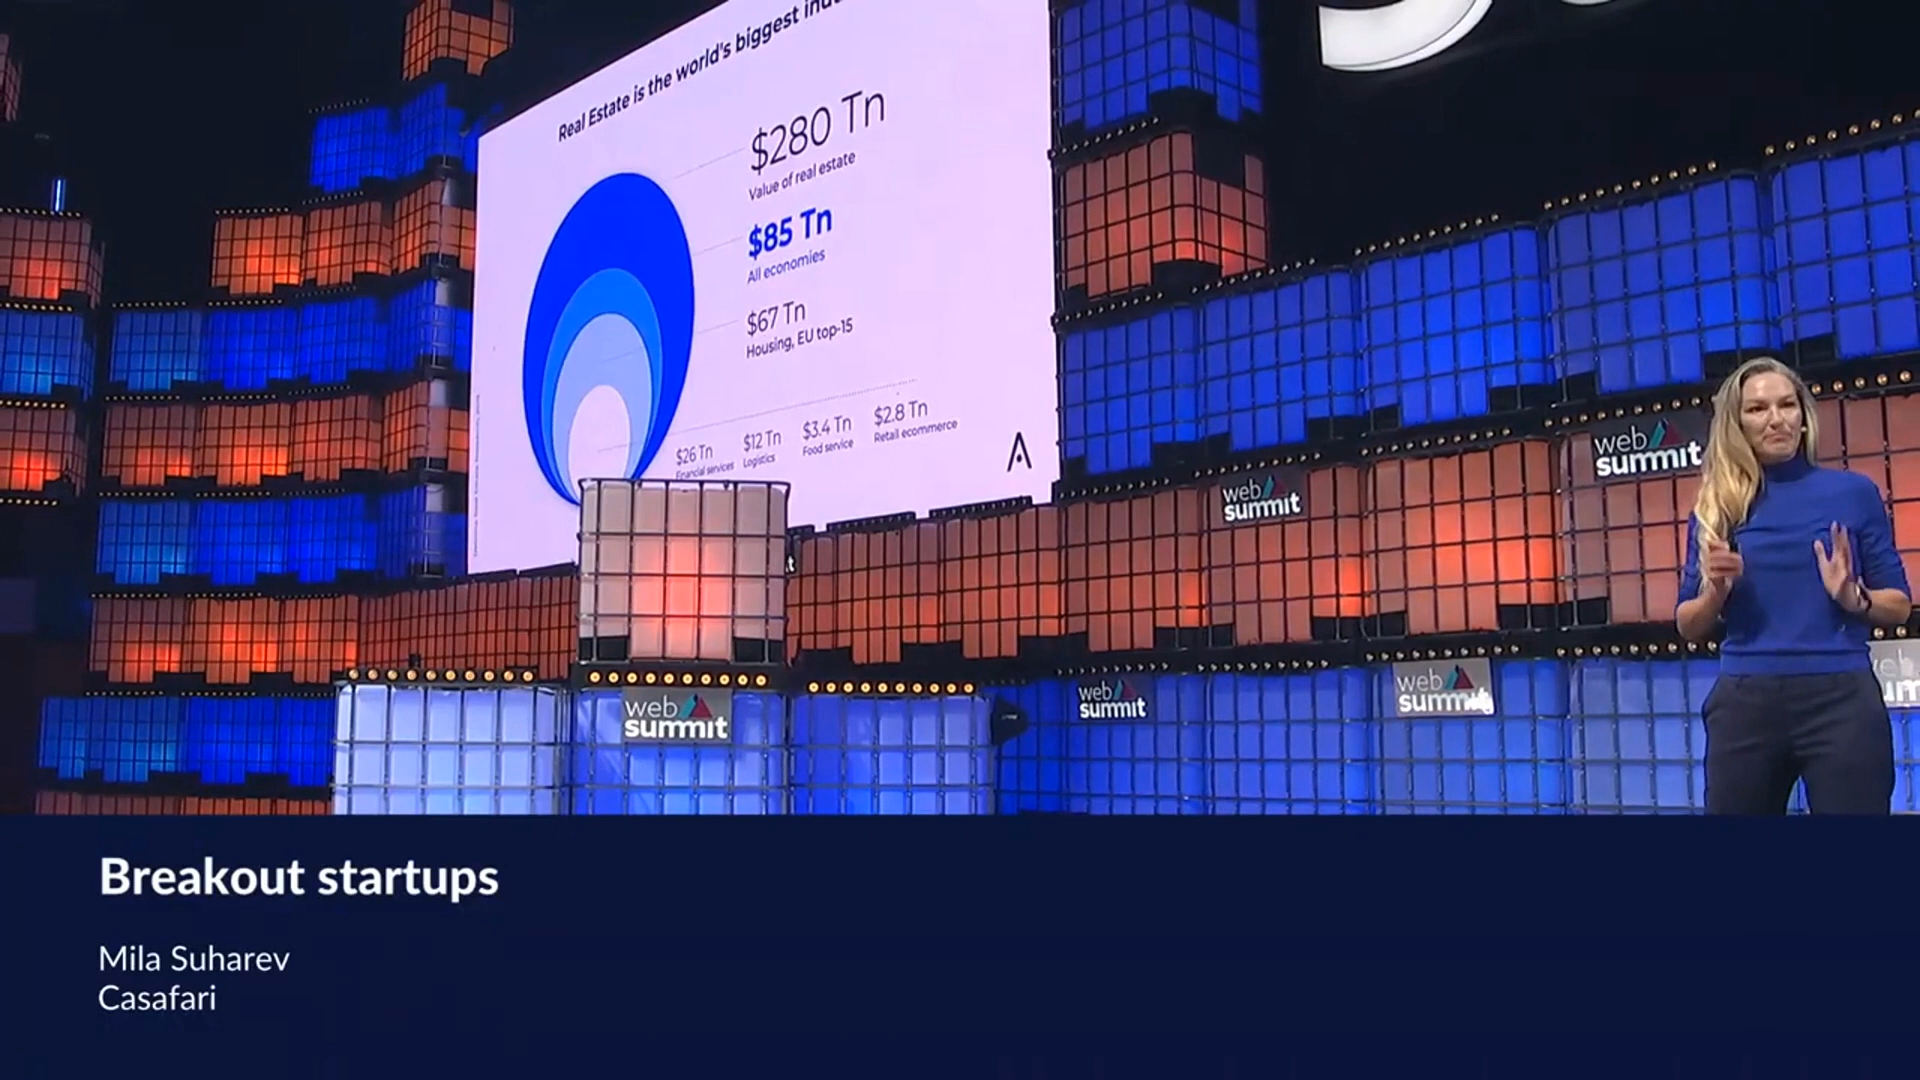 Real Estate is the world's biggest
$280 Tn
Value of real estate
$85 Tn
All economies
$67 Tn
Housing, EU top-15
$26 Tn
Financial services
$12 Tn
Logistics
$3.4 Tn
Food service
$2.8 Tn
Retail ecommerce
web
summit
web
summit
web
summit
web
summit
web
summit
Breakout startups
Mila Suharev
Casafari